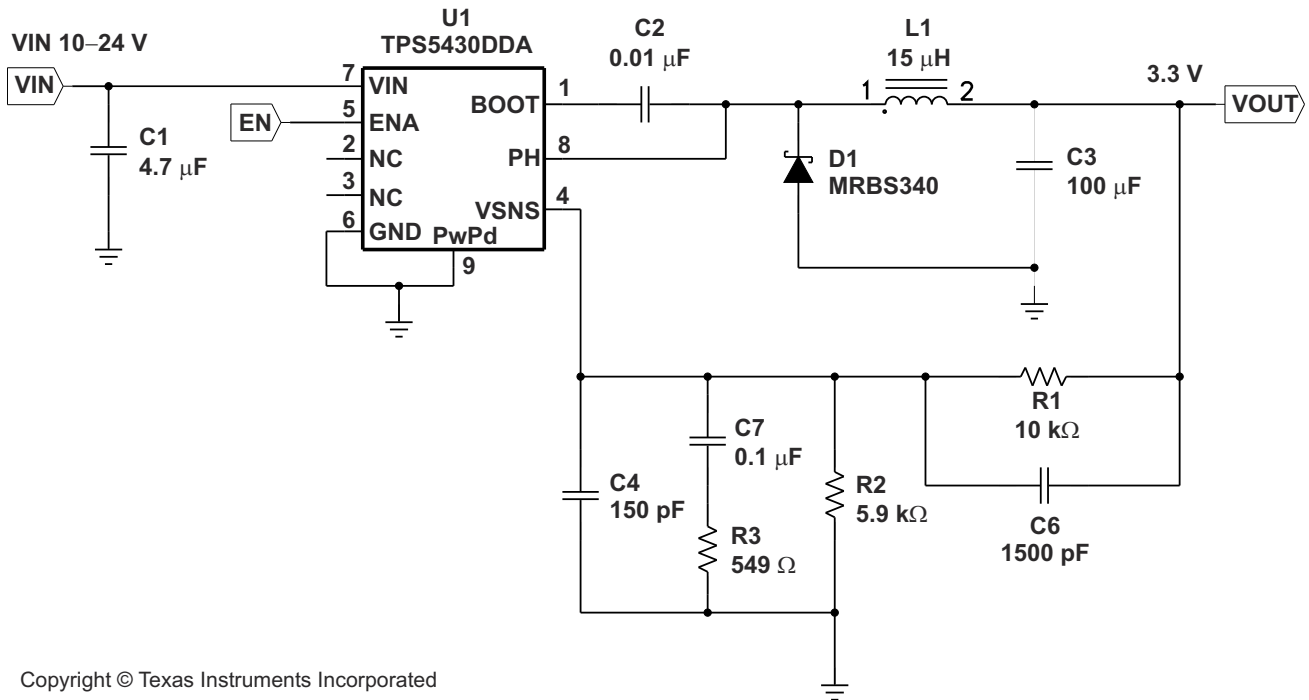 U1
TPS5430DDA
VIN 10–24 V
VIN
C1
4.7 μF
EN
7
5
2
3
6
VIN
ENA
NC
NC
GND
BOOT
PH
VSNS
PwPd
1
8
4
9
C2
0.01 μF
L1
15 μH
1
2
3.3 V
VOUT
D1
MRBS340
C3
100 μF
R1
10 kΩ
C7
0.1 μF
C4
150 pF
R3
549 Ω
R2
5.9 kΩ
C6
1500 pF
Copyright © Texas Instruments Incorporated